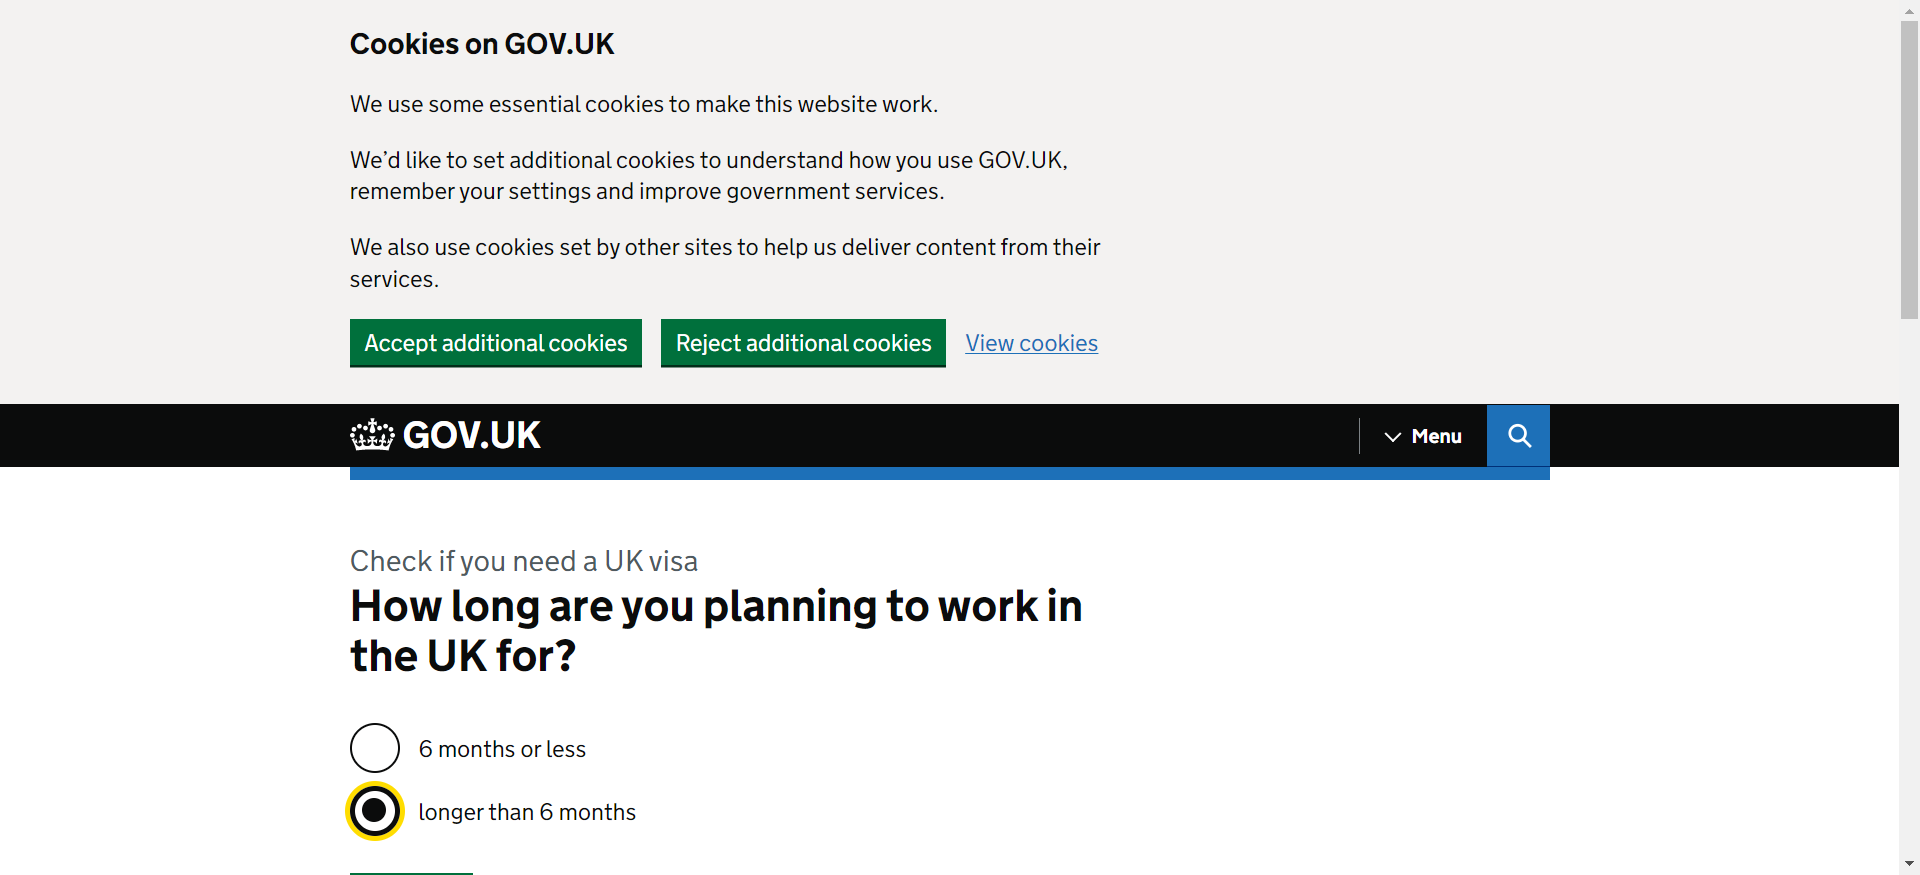 Cookies on GOV.UK
We use some essential cookies to make this website work.
We’d like to set additional cookies to understand how you use GOV.UK,
remember your settings and improve government services.
We also use cookies set by other sites to help us deliver content from their
services.
Accept additional cookies Reject additional cookies View cookies
GOV.UK Menu
Check if you need a UK visa
How long are you planning to work in
the UK for?
6 months or less
longer than 6 months